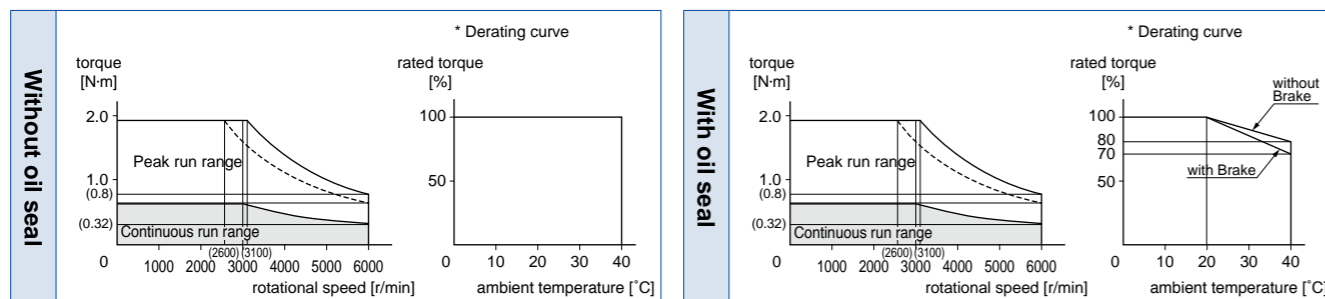 Without oil seal
* Derating curve
torque
[N·m]
rated torque
[%]
2.0
100
Peak run range
1.0
50
(0.8)
(0.32)
Continuous run range
(2600)
(3100)
0
1000 2000 3000 4000 5000 6000
rotational speed [r/min]
0
10 20 30 40
ambient temperature [˚C]
With oil seal
* Derating curve
torque
[N·m]
rated torque
[%]
without
Brake
2.0
100
80
70
Peak run range
with Brake
1.0
50
(0.8)
(0.32)
Continuous run range
(2600)
(3100)
0
1000 2000 3000 4000 5000 6000
rotational speed [r/min]
0
10 20 30 40
ambient temperature [˚C]